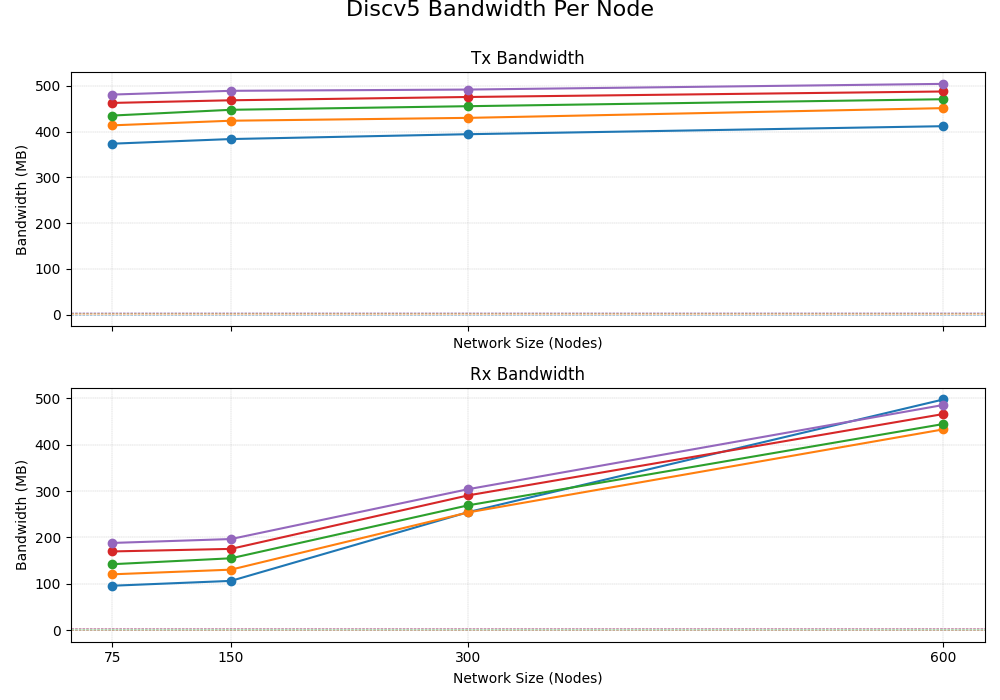 Discv5 Bandwidth Per Node
Tx Bandwidth
500
400
300
200
100
0
Bandwidth (MB)
Network Size (Nodes)
Rx Bandwidth
500
400
300
200
100
0
Bandwidth (MB)
75 150 300 600
Network Size (Nodes)